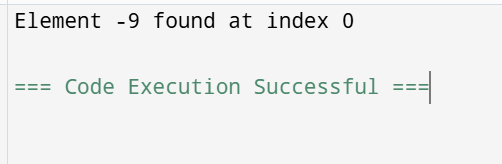 Element -9 found at index 0
=== Code Execution Successful ===